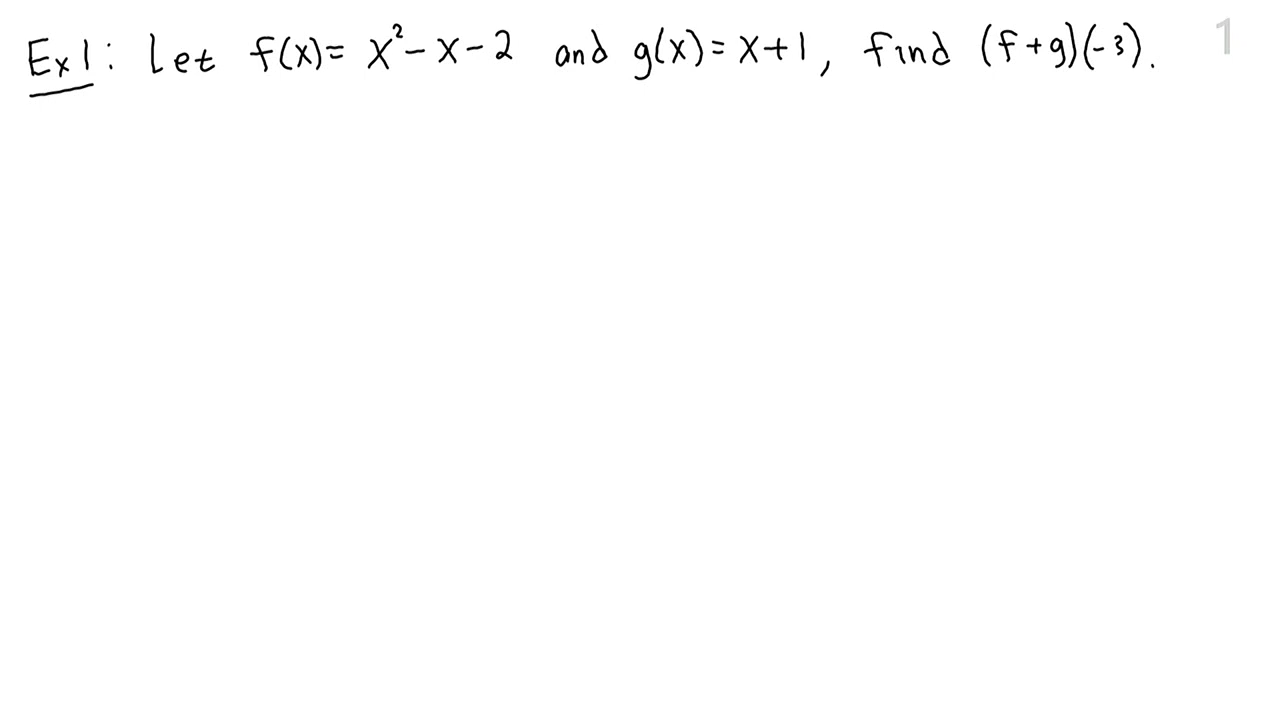 Ex1: Let f(x)= x²-x-2 and g(x)= x+1, find (f+g)(-3). 1